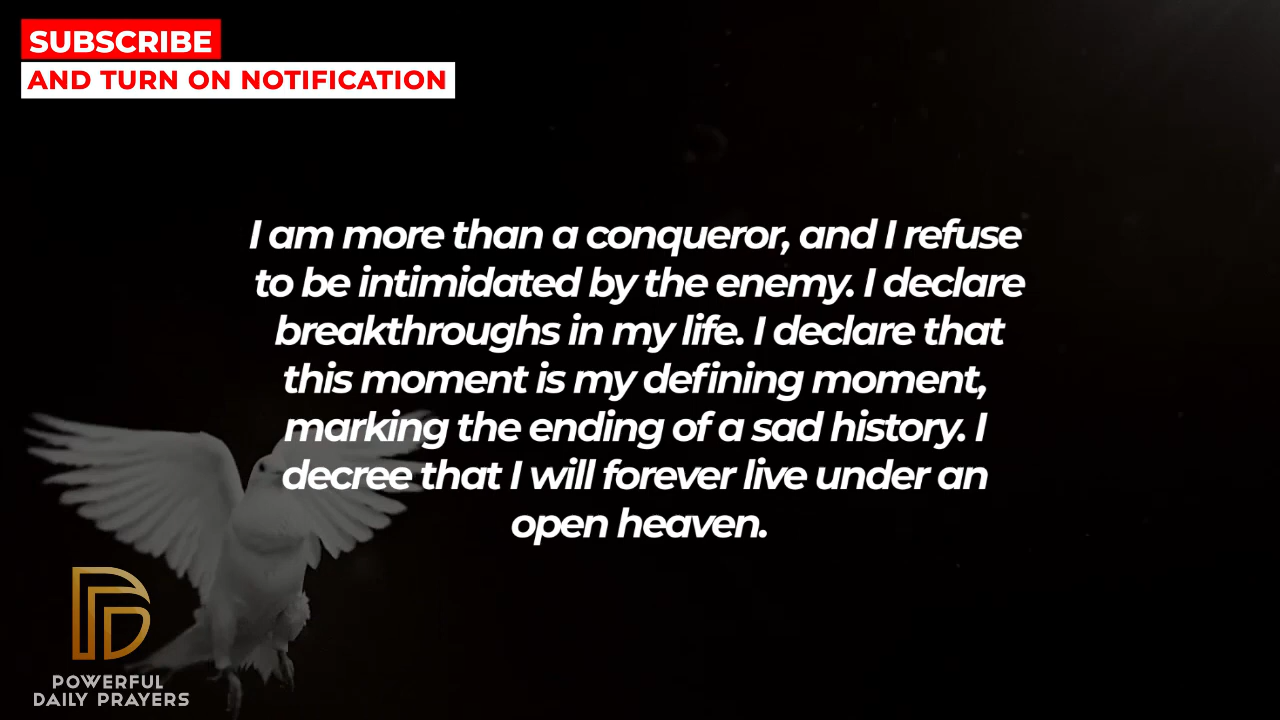 SUBSCRIBE
AND TURN ON NOTIFICATION
I am more than a conqueror, and I refuse
to be intimidated by the enemy. I declare
breakthroughs in my life. I declare that
this moment is my defining moment,
marking the ending of a sad history. I
decree that I will forever live under an
open heaven.
POWERFUL
DAILY PRAYERS